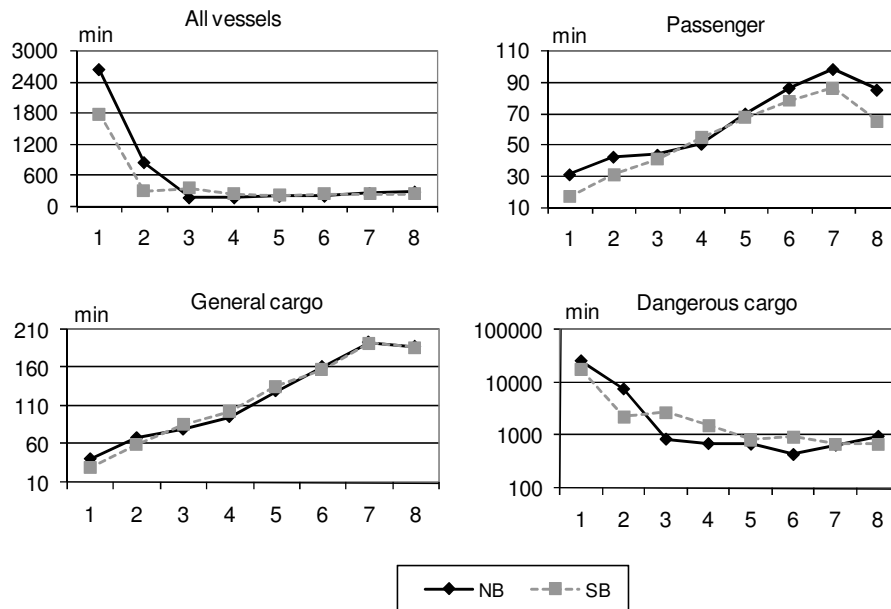 All vessels
min
3000
2400
1800
1200
600
0
1 2 3 4 5 6 7 8
Passenger
min
110
90
70
50
30
10
1 2 3 4 5 6 7 8
General cargo
min
210
160
110
60
10
1 2 3 4 5 6 7 8
Dangerous cargo
min
100000
10000
1000
100
1 2 3 4 5 6 7 8
NB SB